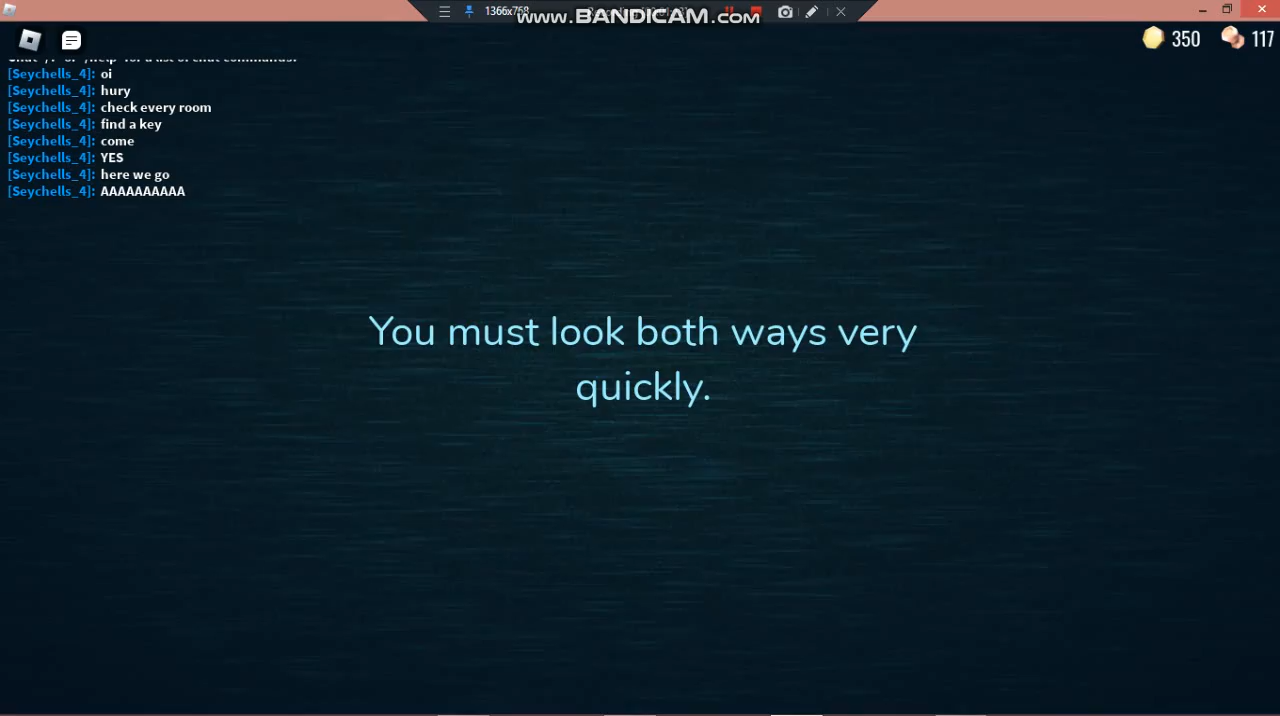 1366x768
www.BANDICAM.com
350
117
[Seychells_4]: oi
[Seychells_4]: hury
[Seychells_4]: check every room
[Seychells_4]: find a key
[Seychells_4]: come
[Seychells_4]: YES
[Seychells_4]: here we go
[Seychells_4]: AAAAAAAAAA
You must look both ways very
quickly.